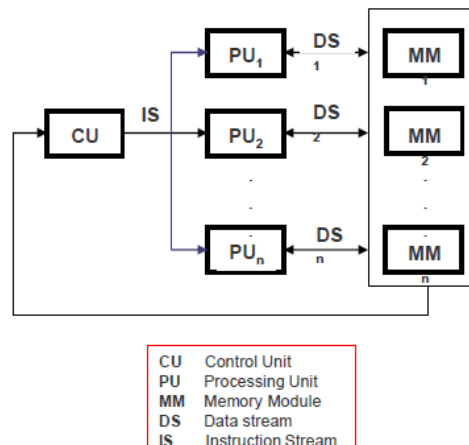 DS
PU1
1
MM
1
IS
DS
CU
PU2
2
MM
2
DS
PUn
n
MM
n
CU Control Unit
PU Processing Unit
MM Memory Module
DS Data stream
IS Instruction Stream